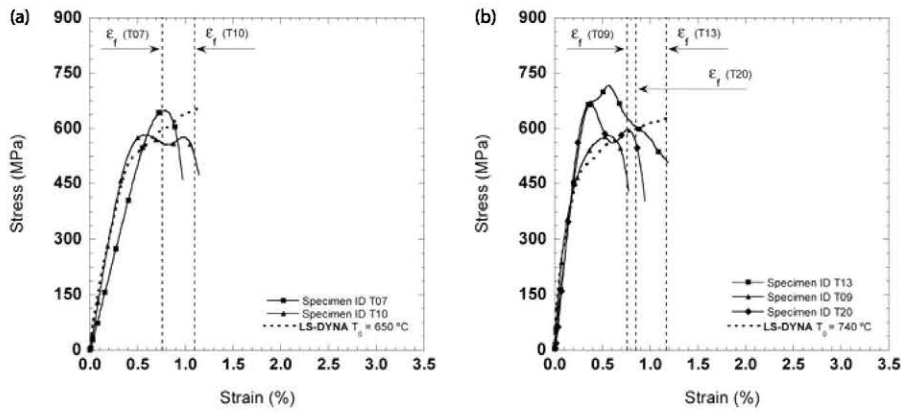 (a)
ε_f (T07)
ε_f (T10)
900
750
600
450
300
150
0
Stress (MPa)
Specimen ID T07
Specimen ID T10
LS-DYNA T_0 = 650 ºC
0.0 0.5 1.0 1.5 2.0 2.5 3.0 3.5
Strain (%)
(b)
ε_f (T09)
ε_f (T13)
ε_f (T20)
900
750
600
450
300
150
0
Stress (MPa)
Specimen ID T13
Specimen ID T09
Specimen ID T20
LS-DYNA T_0 = 740 ºC
0.0 0.5 1.0 1.5 2.0 2.5 3.0 3.5
Strain (%)